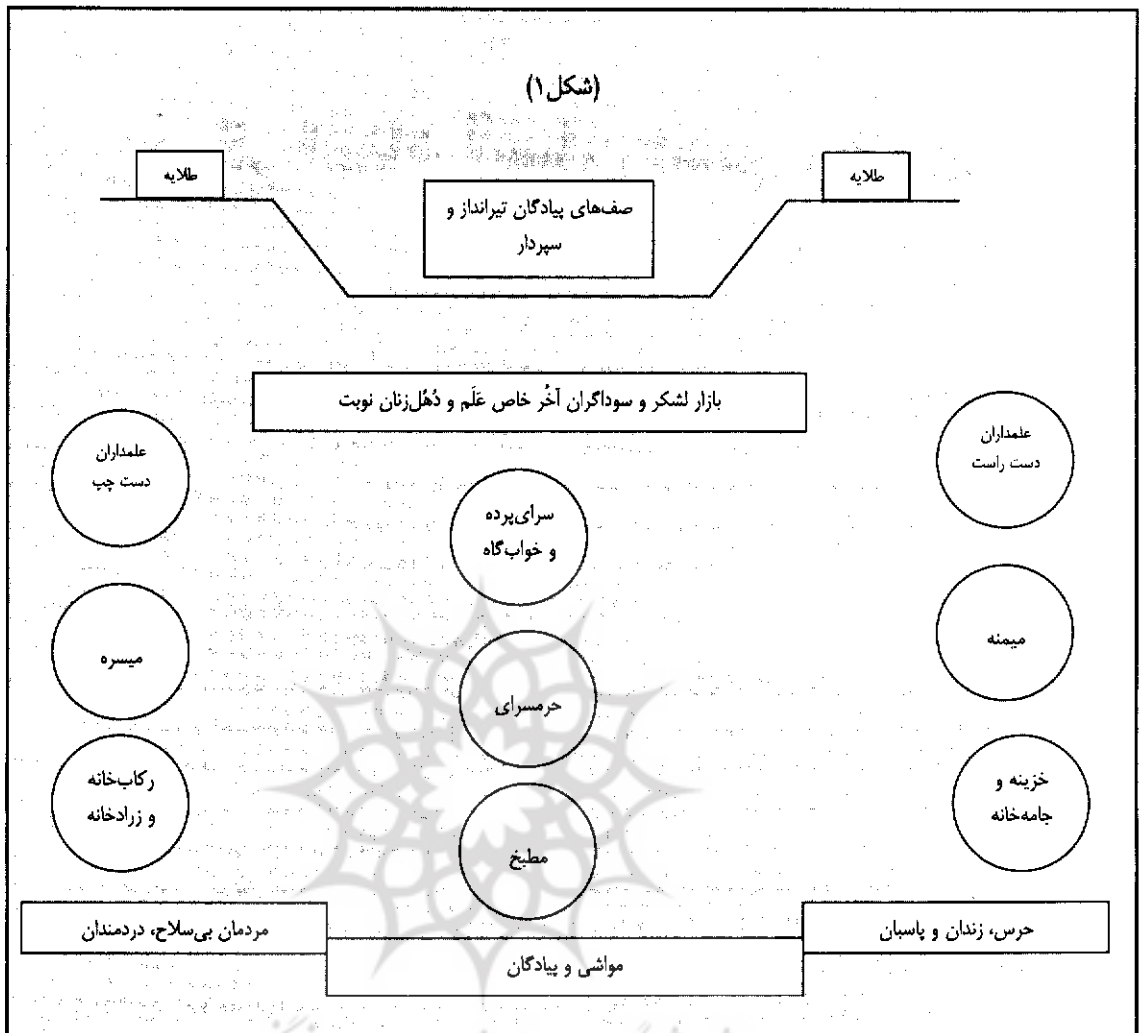 (شکل۱)
طلایه
طلایه
صف‌های پیادگان تیرانداز و
سپردار
بازار لشکر و سوداگران آخُر خاص عَلَم و دُهُل‌زنان نوبت
علمداران
دست راست
علمداران
دست چپ
سرای‌پرده
و خواب‌گاه
میمنه
میسره
حرمسرای
خزینه و
جامه‌خانه
رکاب‌خانه
و زرادخانه
مطبخ
حرس، زندان و پاسبان
مردمان بی‌سلاح، دردمندان
مواشی و پیادگان